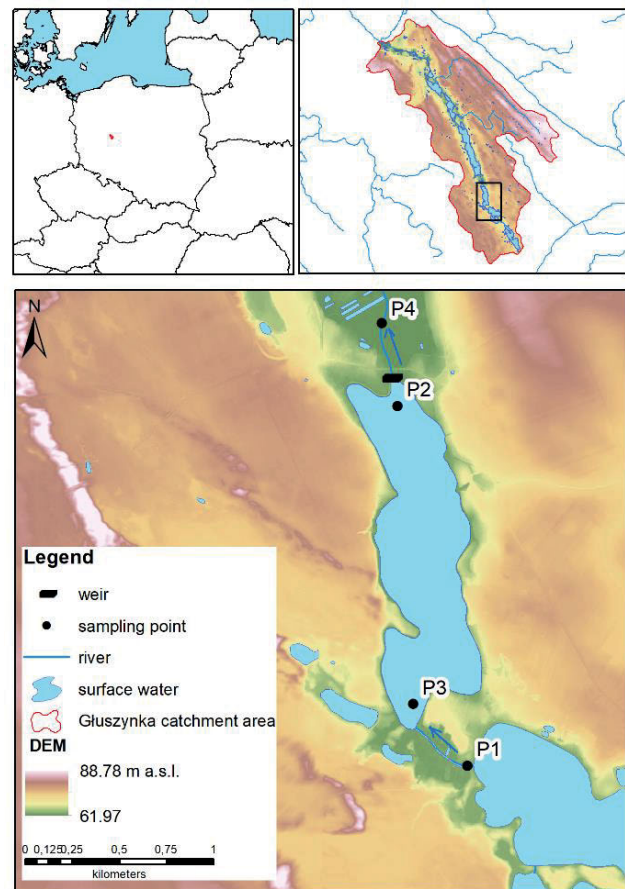 N
P4
P2
P3
P1
Legend
weir
sampling point
river
surface water
Głuszynka catchment area
DEM
88.78 m a.s.l.
61.97
0 0,125 0,25 0,5 0,75 1
kilometers